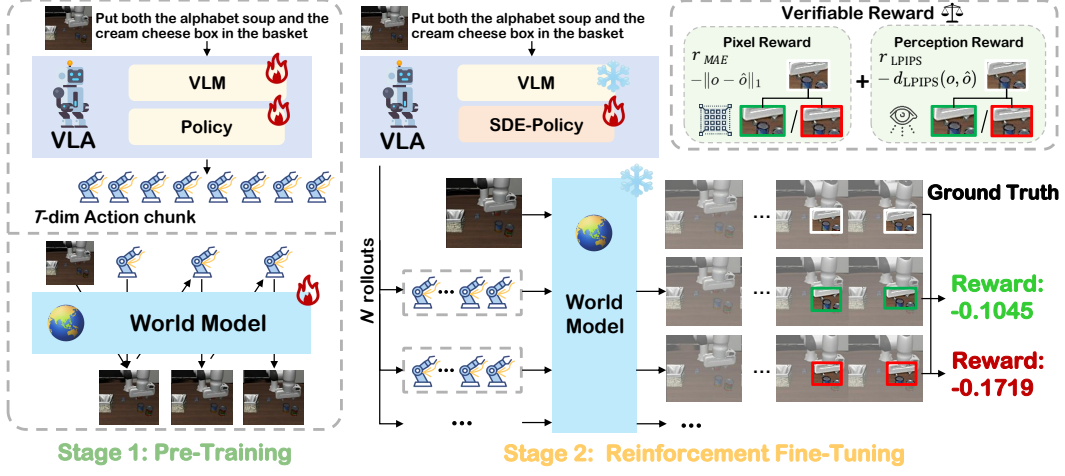 Put both the alphabet soup and the
cream cheese box in the basket
VLM
Policy
VLA
T-dim Action chunk
World Model
Stage 1: Pre-Training
Put both the alphabet soup and the
cream cheese box in the basket
VLM
SDE-Policy
VLA
N rollouts
...
...
...
World
Model
...
...
...
...
Ground Truth
Reward:
-0.1045
Reward:
-0.1719
Stage 2: Reinforcement Fine-Tuning
Verifiable Reward
Pixel Reward
r MAE
−‖o − ô‖₁
/
+
Perception Reward
r LPIPS
− d_LPIPS(o, ô)
/